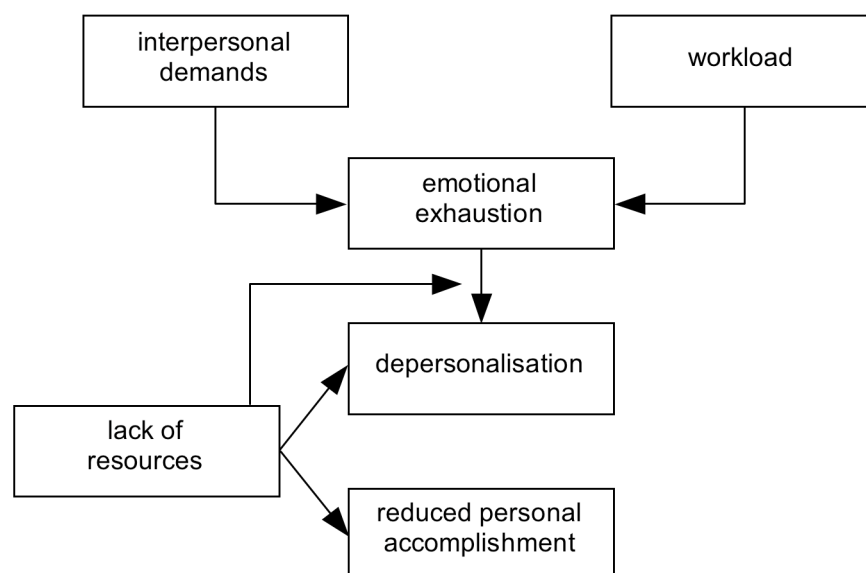 interpersonal
demands
workload
emotional
exhaustion
depersonalisation
lack of
resources
reduced personal
accomplishment